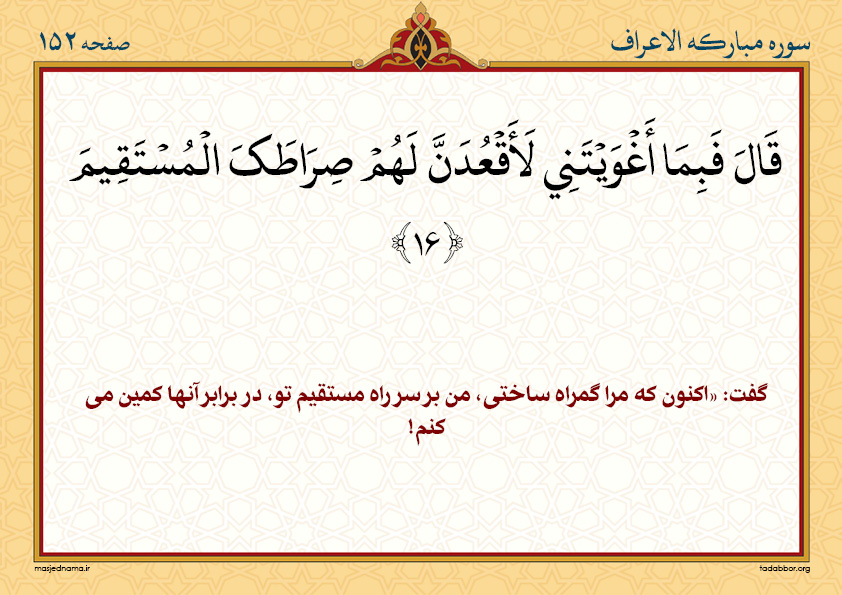 سوره مبارکه الاعراف
صفحه ۱۵۲
قَالَ فَبِمَا أَغْوَيْتَنِي لَأَقْعُدَنَّ لَهُمْ صِرَاطَکَ الْمُسْتَقِيمَ
﴿۱۶﴾
گفت: «اکنون که مرا گمراه ساختی، من بر سر راه مستقیم تو، در برابر آنها کمین می
کنم!
masjednama.ir
tadabbor.org